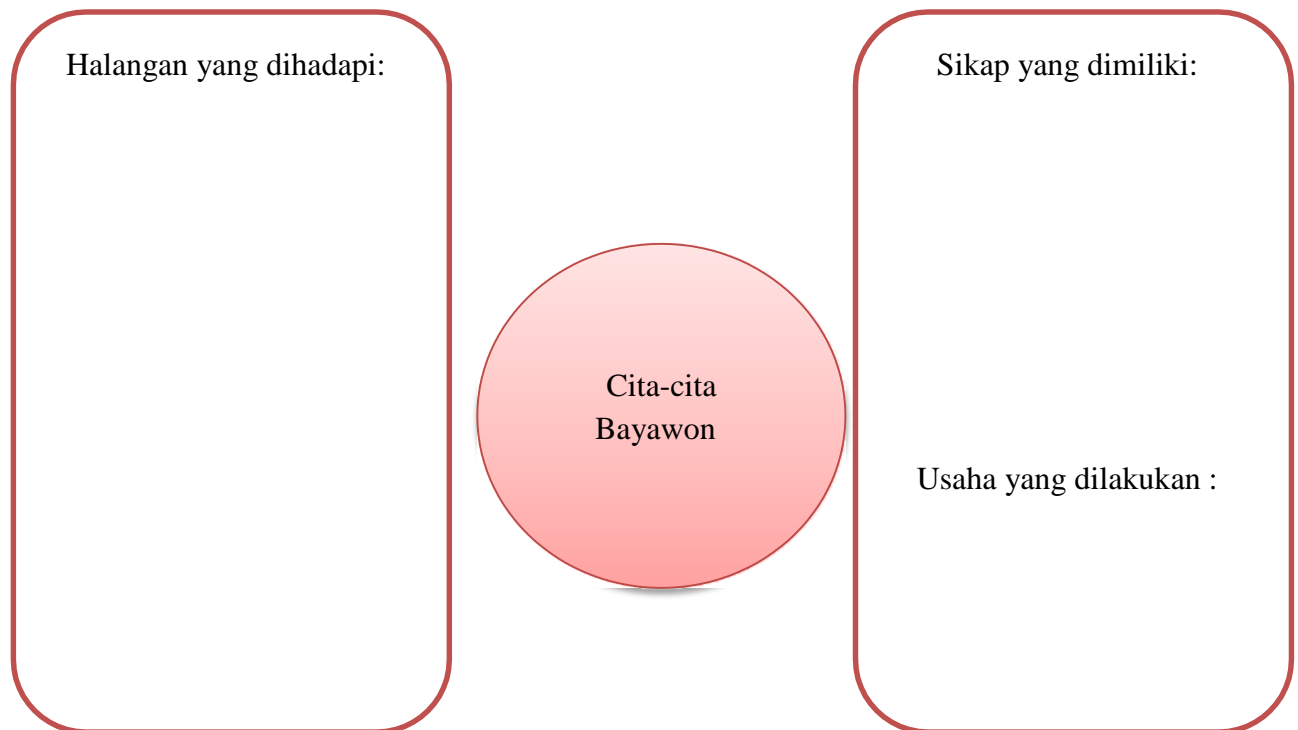 Halangan yang dihadapi:
Cita-cita
Bayawon
Sikap yang dimiliki:
Usaha yang dilakukan :